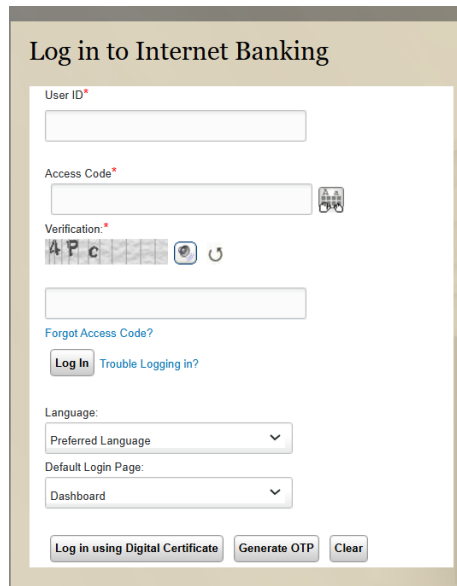 Log in to Internet Banking
User ID*
Access Code*
Verification:*
4 P c
Forgot Access Code?
Log In Trouble Logging in?
Language:
Preferred Language
Default Login Page:
Dashboard
Log in using Digital Certificate Generate OTP Clear